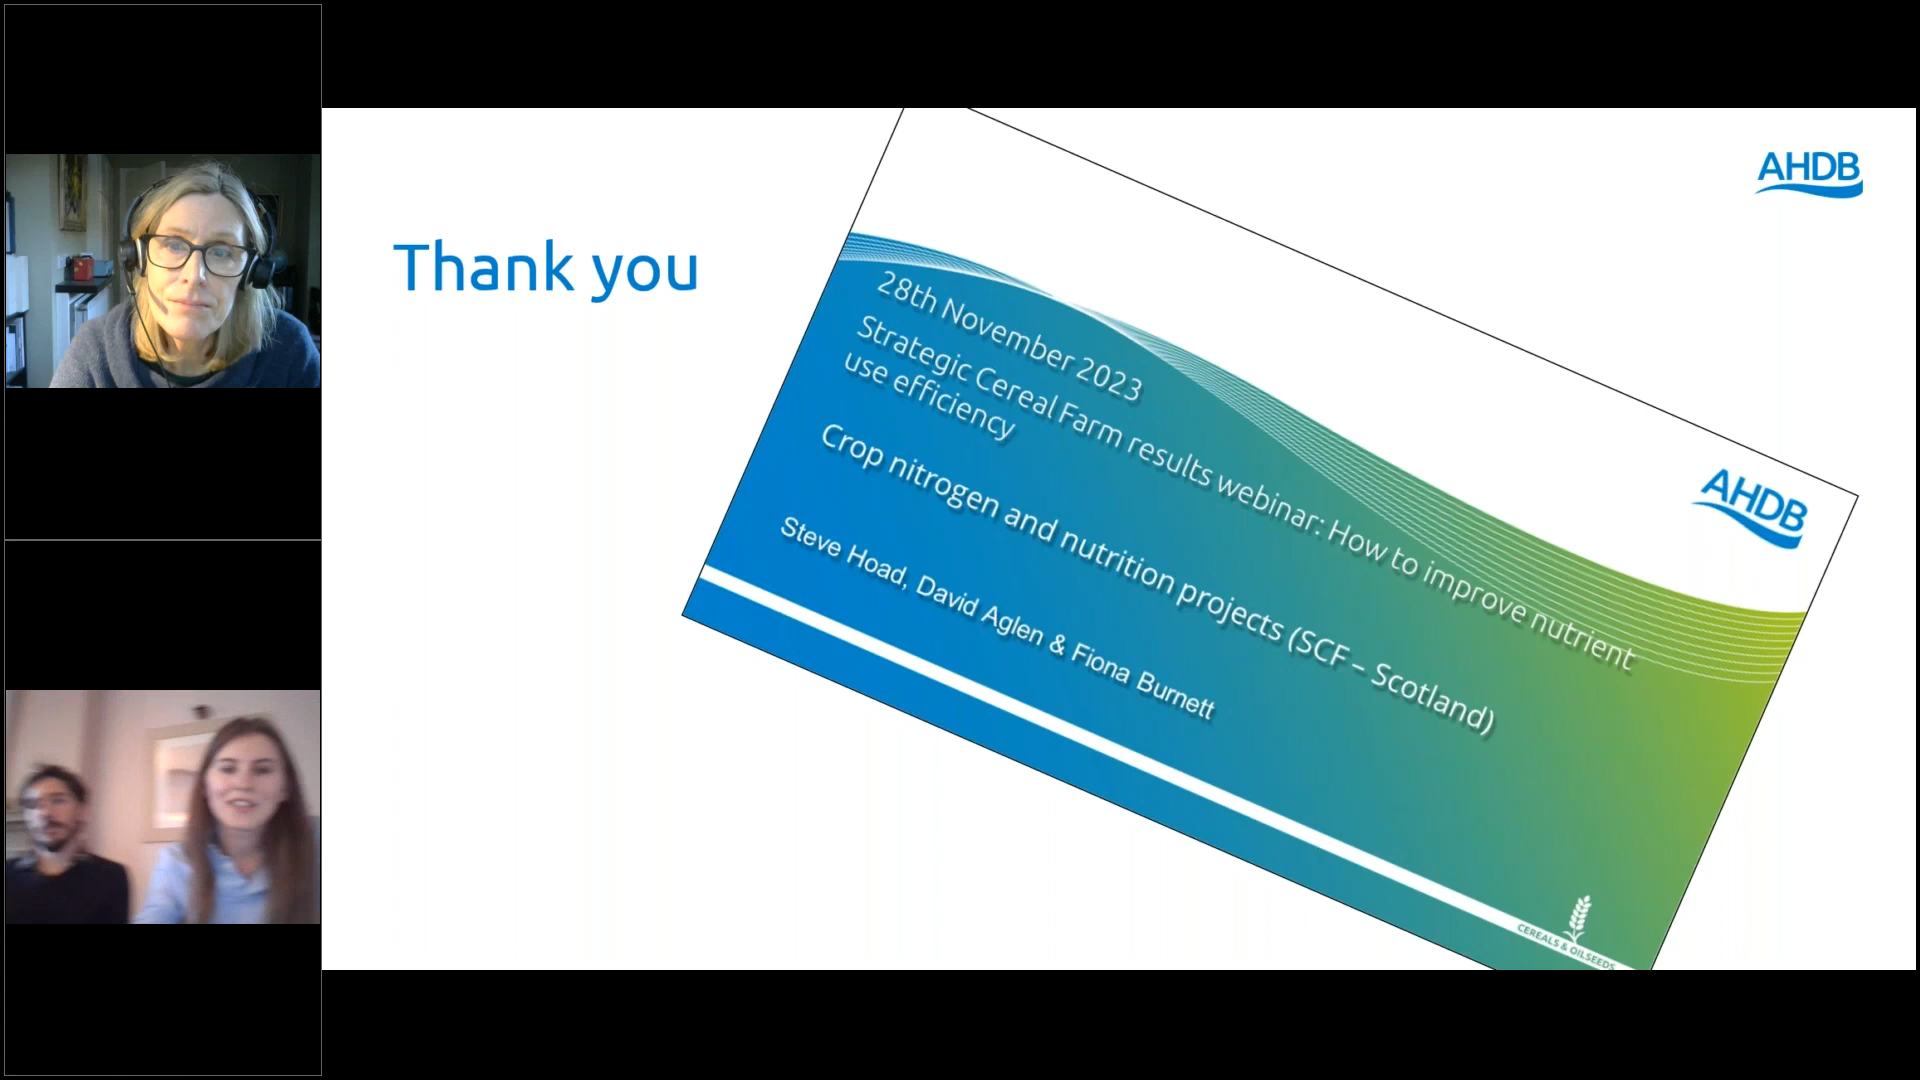 AHDB
Thank you
28th November 2023
Strategic Cereal Farm results webinar: How to improve nutrient
use efficiency
Crop nitrogen and nutrition projects (SCF – Scotland)
Steve Hoad, David Aglen & Fiona Burnett
AHDB
CEREALS & OILSEEDS